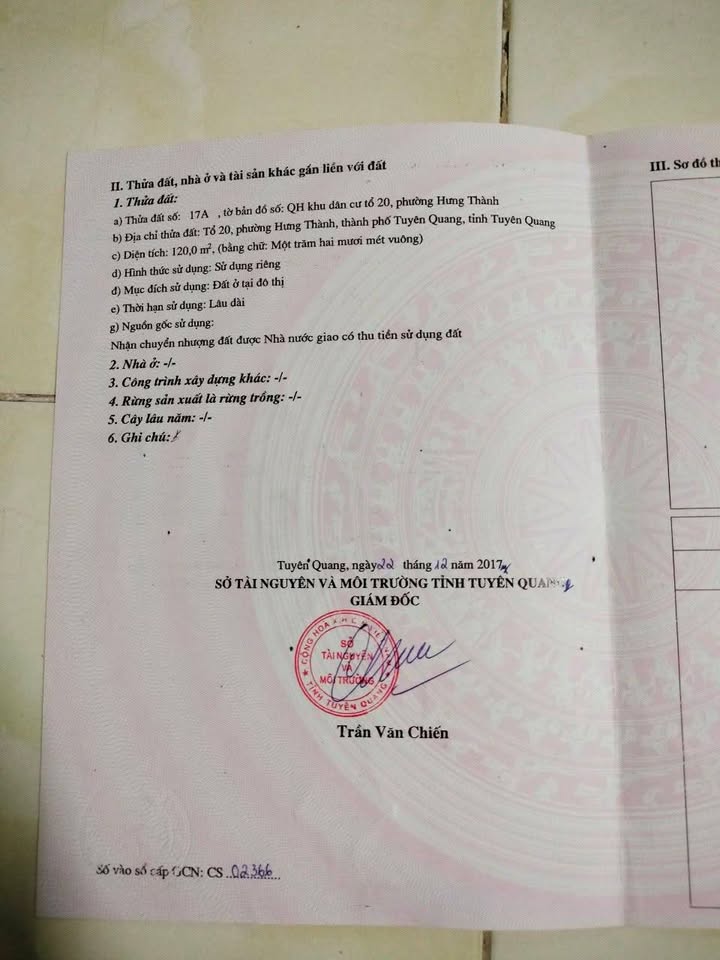 II. Thửa đất, nhà ở và tài sản khác gắn liền với đất
1. Thửa đất:
a) Thửa đất số: 17A , tờ bản đồ số: QH khu dân cư tổ 20, phường Hưng Thành
b) Địa chỉ thửa đất: Tổ 20, phường Hưng Thành, thành phố Tuyên Quang, tỉnh Tuyên Quang
c) Diện tích: 120,0 m², (bằng chữ: Một trăm hai mươi mét vuông)
d) Hình thức sử dụng: Sử dụng riêng
đ) Mục đích sử dụng: Đất ở tại đô thị
e) Thời hạn sử dụng: Lâu dài
g) Nguồn gốc sử dụng:
Nhận chuyển nhượng đất được Nhà nước giao có thu tiền sử dụng đất
2. Nhà ở: -/-
3. Công trình xây dựng khác: -/-
4. Rừng sản xuất là rừng trồng: -/-
5. Cây lâu năm: -/-
6. Ghi chú:
Tuyên Quang, ngày 22 tháng 12 năm 2017
SỞ TÀI NGUYÊN VÀ MÔI TRƯỜNG TỈNH TUYÊN QUANG
GIÁM ĐỐC
SỞ
TÀI NGUYÊN
VÀ
MÔI TRƯỜNG
TỈNH TUYÊN QUANG
Trần Văn Chiến
Số vào sổ cấp GCN: CS 02366
III. Sơ đồ th